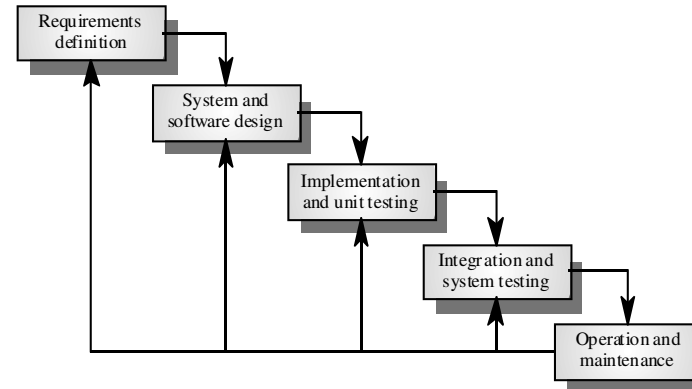 Requirements
definition
System and
software design
Implementation
and unit testing
Integration and
system testing
Operation and
maintenance